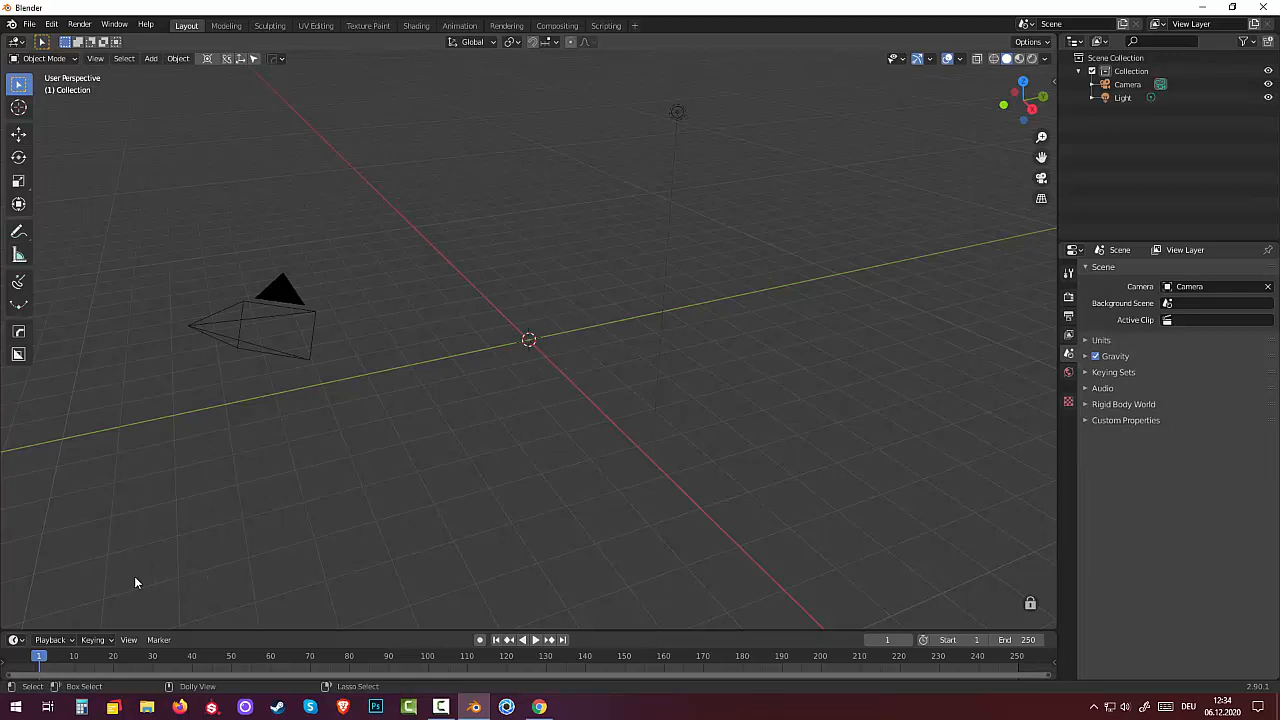 Blender
File Edit Render Window Help Layout Modeling Sculpting UV Editing Texture Paint Shading Animation Rendering Compositing Scripting + Scene View Layer
Global Options
Object Mode View Select Add Object
User Perspective
(1) Collection
Scene Collection
Collection
Camera
Light
Z
Y
X
Scene View Layer
Scene
Camera Camera
Background Scene
Active Clip
Units
Gravity
Keying Sets
Audio
Rigid Body World
Custom Properties
Playback Keying View Marker 1 Start 1 End 250
1 10 20 30 40 50 60 70 80 90 100 110 120 130 140 150 160 170 180 190 200 210 220 230 240 250
Select Box Select Dolly View Lasso Select 2.90.1
Ps DEU 12:34
06.12.2020